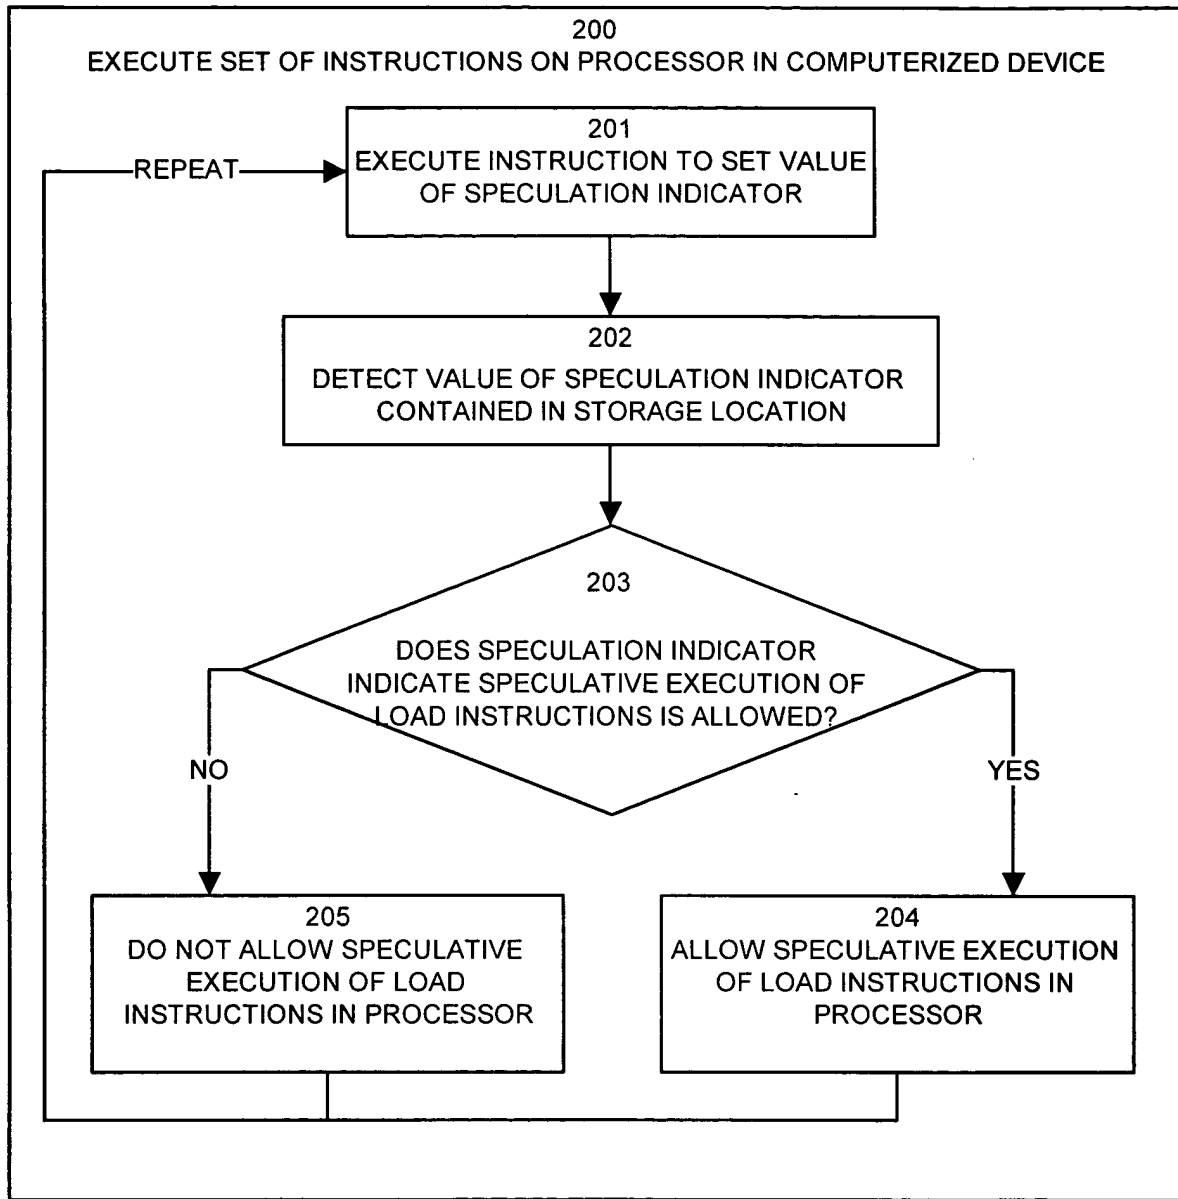 200
EXECUTE SET OF INSTRUCTIONS ON PROCESSOR IN COMPUTERIZED DEVICE
201
EXECUTE INSTRUCTION TO SET VALUE
OF SPECULATION INDICATOR
REPEAT
202
DETECT VALUE OF SPECULATION INDICATOR
CONTAINED IN STORAGE LOCATION
203
DOES SPECULATION INDICATOR
INDICATE SPECULATIVE EXECUTION OF
LOAD INSTRUCTIONS IS ALLOWED?
NO
YES
205
DO NOT ALLOW SPECULATIVE
EXECUTION OF LOAD
INSTRUCTIONS IN PROCESSOR
204
ALLOW SPECULATIVE EXECUTION
OF LOAD INSTRUCTIONS IN
PROCESSOR